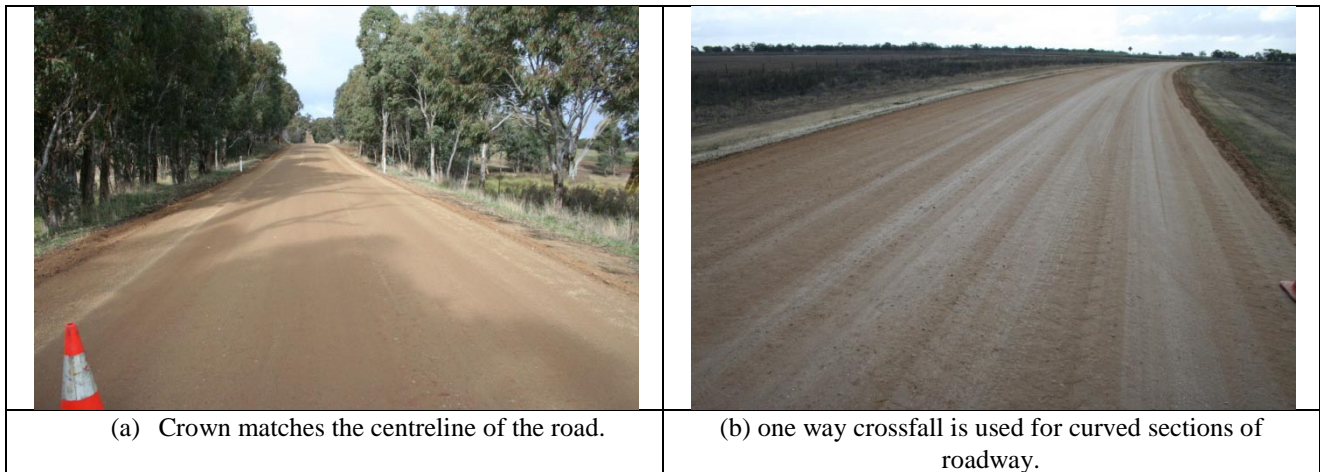 (a) Crown matches the centreline of the road.
(b) one way crossfall is used for curved sections of
roadway.